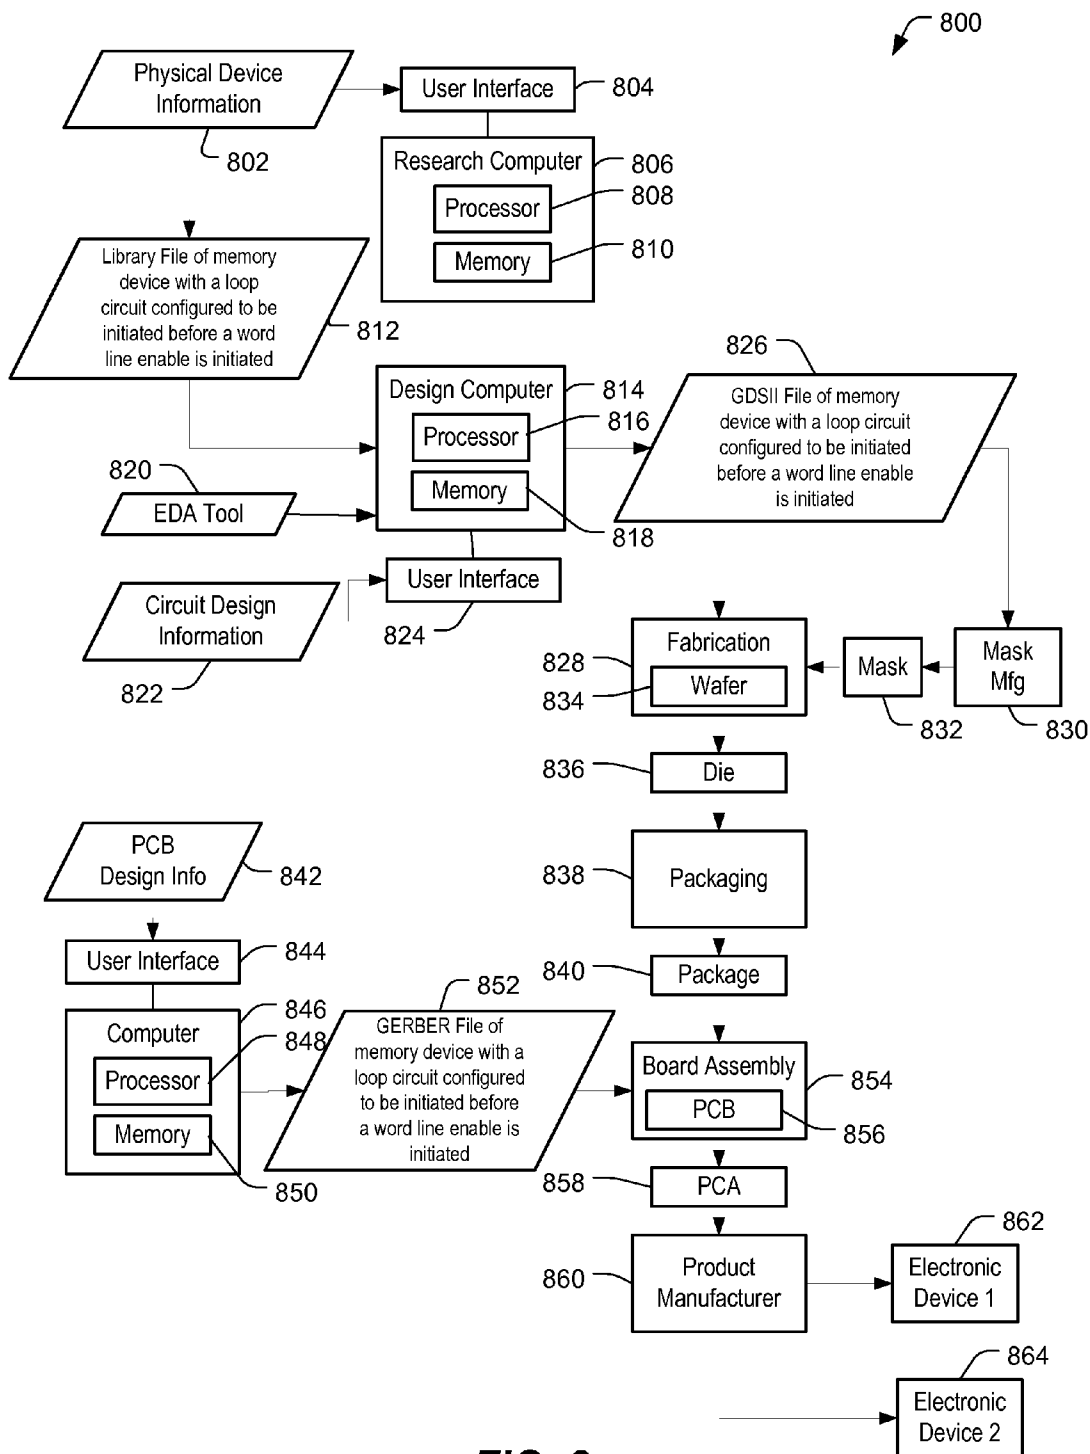 800
Physical Device
Information
802
User Interface
804
Research Computer
806
Processor
808
Memory
810
Library File of memory
device with a loop
circuit configured to be
initiated before a word
line enable is initiated
812
Design Computer
814
Processor
816
Memory
818
820
EDA Tool
Circuit Design
Information
822
User Interface
824
826
GDSII File of memory
device with a loop circuit
configured to be initiated
before a word line enable
is initiated
Fabrication
828
Wafer
834
Mask
832
Mask
Mfg
830
836
Die
838
Packaging
840
Package
PCB
Design Info
842
User Interface
844
Computer
846
Processor
848
Memory
850
852
GERBER File of
memory device with a
loop circuit configured
to be initiated before
a word line enable is
initiated
Board Assembly
854
PCB
856
858
PCA
860
Product
Manufacturer
862
Electronic
Device 1
864
Electronic
Device 2